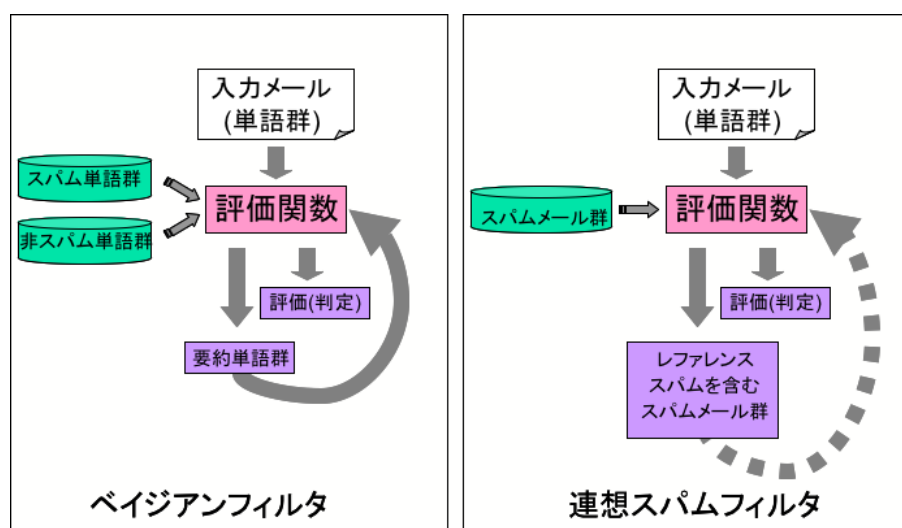 入力メール
(単語群)
スパム単語群
非スパム単語群
評価関数
評価(判定)
要約単語群
ベイジアンフィルタ
入力メール
(単語群)
スパムメール群
評価関数
評価(判定)
レファレンス
スパムを含む
スパムメール群
連想スパムフィルタ